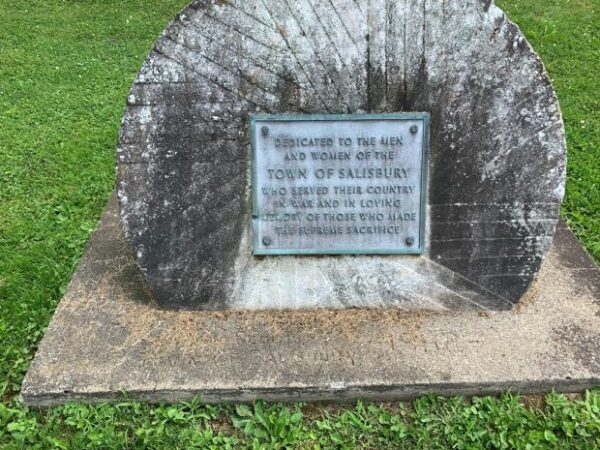 DEDICATED TO THE MEN
AND WOMEN OF THE
TOWN OF SALISBURY
WHO SERVED THEIR COUNTRY
IN WAR AND IN LOVING
MEMORY OF THOSE WHO MADE
THE SUPREME SACRIFICE